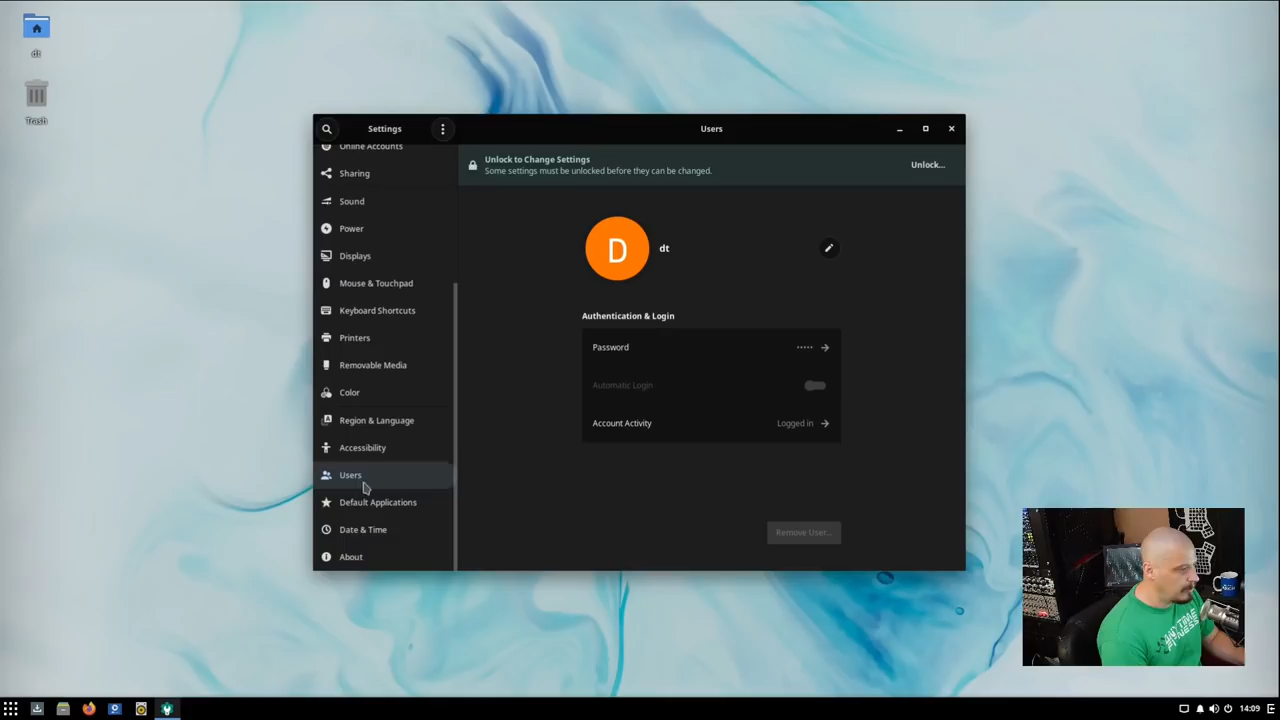 dt
Trash
Settings
Users
Online Accounts
Sharing
Sound
Power
Displays
Mouse & Touchpad
Keyboard Shortcuts
Printers
Removable Media
Color
Region & Language
Accessibility
Users
Default Applications
Date & Time
About
Unlock to Change Settings
Some settings must be unlocked before they can be changed.
Unlock...
D
dt
Authentication & Login
Password
•••••
Automatic Login
Account Activity
Logged in
Remove User...
ANYTIME
FITNESS
14:09